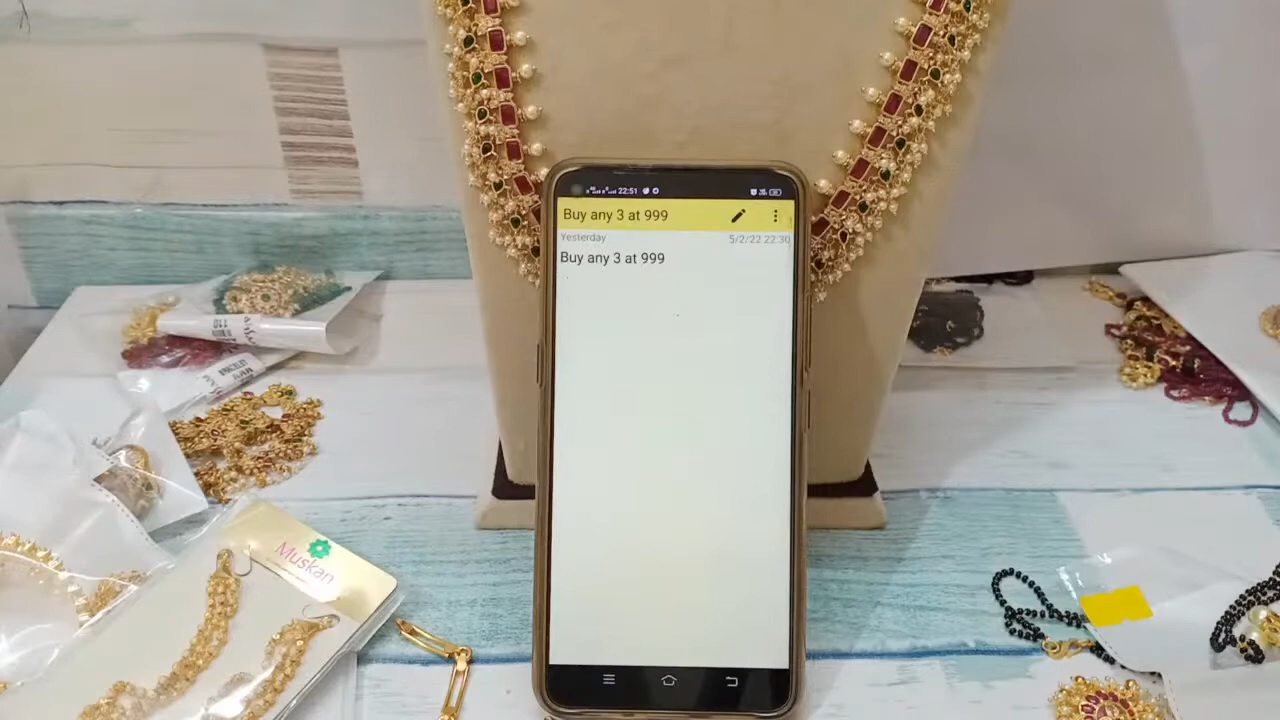 22:51
Buy any 3 at 999
Yesterday 5/2/22 22:30
Buy any 3 at 999
110
Muskan